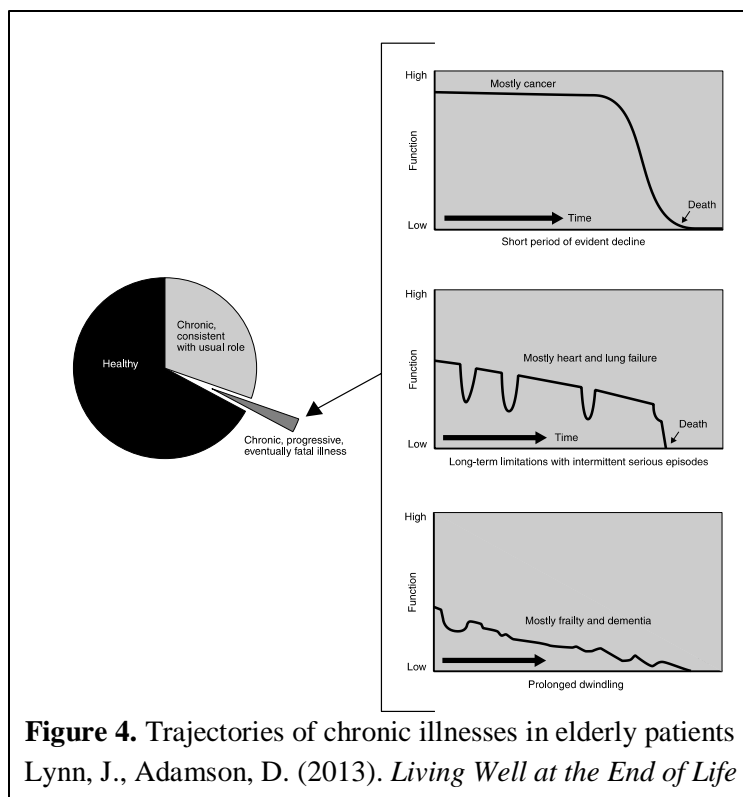 Healthy
Chronic,
consistent
with usual role
Chronic, progressive,
eventually fatal illness
High
Mostly cancer
Function
Death
Time
Low
Short period of evident decline
High
Mostly heart and lung failure
Function
Death
Time
Low
Long-term limitations with intermittent serious episodes
High
Mostly frailty and dementia
Function
Low
Prolonged dwindling
Figure 4. Trajectories of chronic illnesses in elderly patients
Lynn, J., Adamson, D. (2013). Living Well at the End of Life